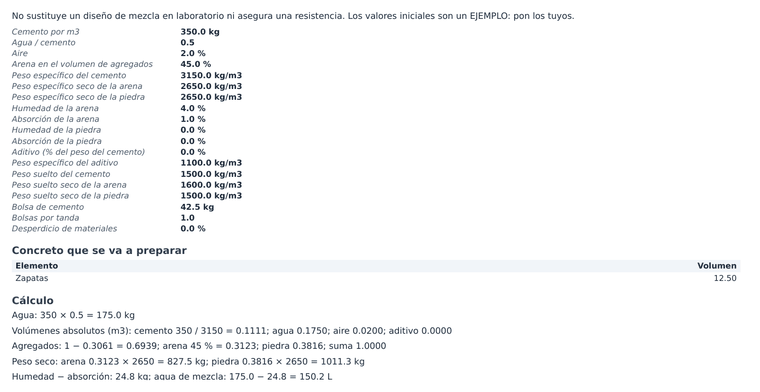 No sustituye un diseño de mezcla en laboratorio ni asegura una resistencia. Los valores iniciales son un EJEMPLO: pon los tuyos.
Cemento por m3 350.0 kg
Agua / cemento 0.5
Aire 2.0 %
Arena en el volumen de agregados 45.0 %
Peso específico del cemento 3150.0 kg/m3
Peso específico seco de la arena 2650.0 kg/m3
Peso específico seco de la piedra 2650.0 kg/m3
Humedad de la arena 4.0 %
Absorción de la arena 1.0 %
Humedad de la piedra 0.0 %
Absorción de la piedra 0.0 %
Aditivo (% del peso del cemento) 0.0 %
Peso específico del aditivo 1100.0 kg/m3
Peso suelto del cemento 1500.0 kg/m3
Peso suelto seco de la arena 1600.0 kg/m3
Peso suelto seco de la piedra 1500.0 kg/m3
Bolsa de cemento 42.5 kg
Bolsas por tanda 1.0
Desperdicio de materiales 0.0 %
Concreto que se va a preparar
Elemento Volumen
Zapatas 12.50
Cálculo
Agua: 350 × 0.5 = 175.0 kg
Volúmenes absolutos (m3): cemento 350 / 3150 = 0.1111; agua 0.1750; aire 0.0200; aditivo 0.0000
Agregados: 1 − 0.3061 = 0.6939; arena 45 % = 0.3123; piedra 0.3816; suma 1.0000
Peso seco: arena 0.3123 × 2650 = 827.5 kg; piedra 0.3816 × 2650 = 1011.3 kg
Humedad − absorción: 24.8 kg; agua de mezcla: 175.0 − 24.8 = 150.2 L